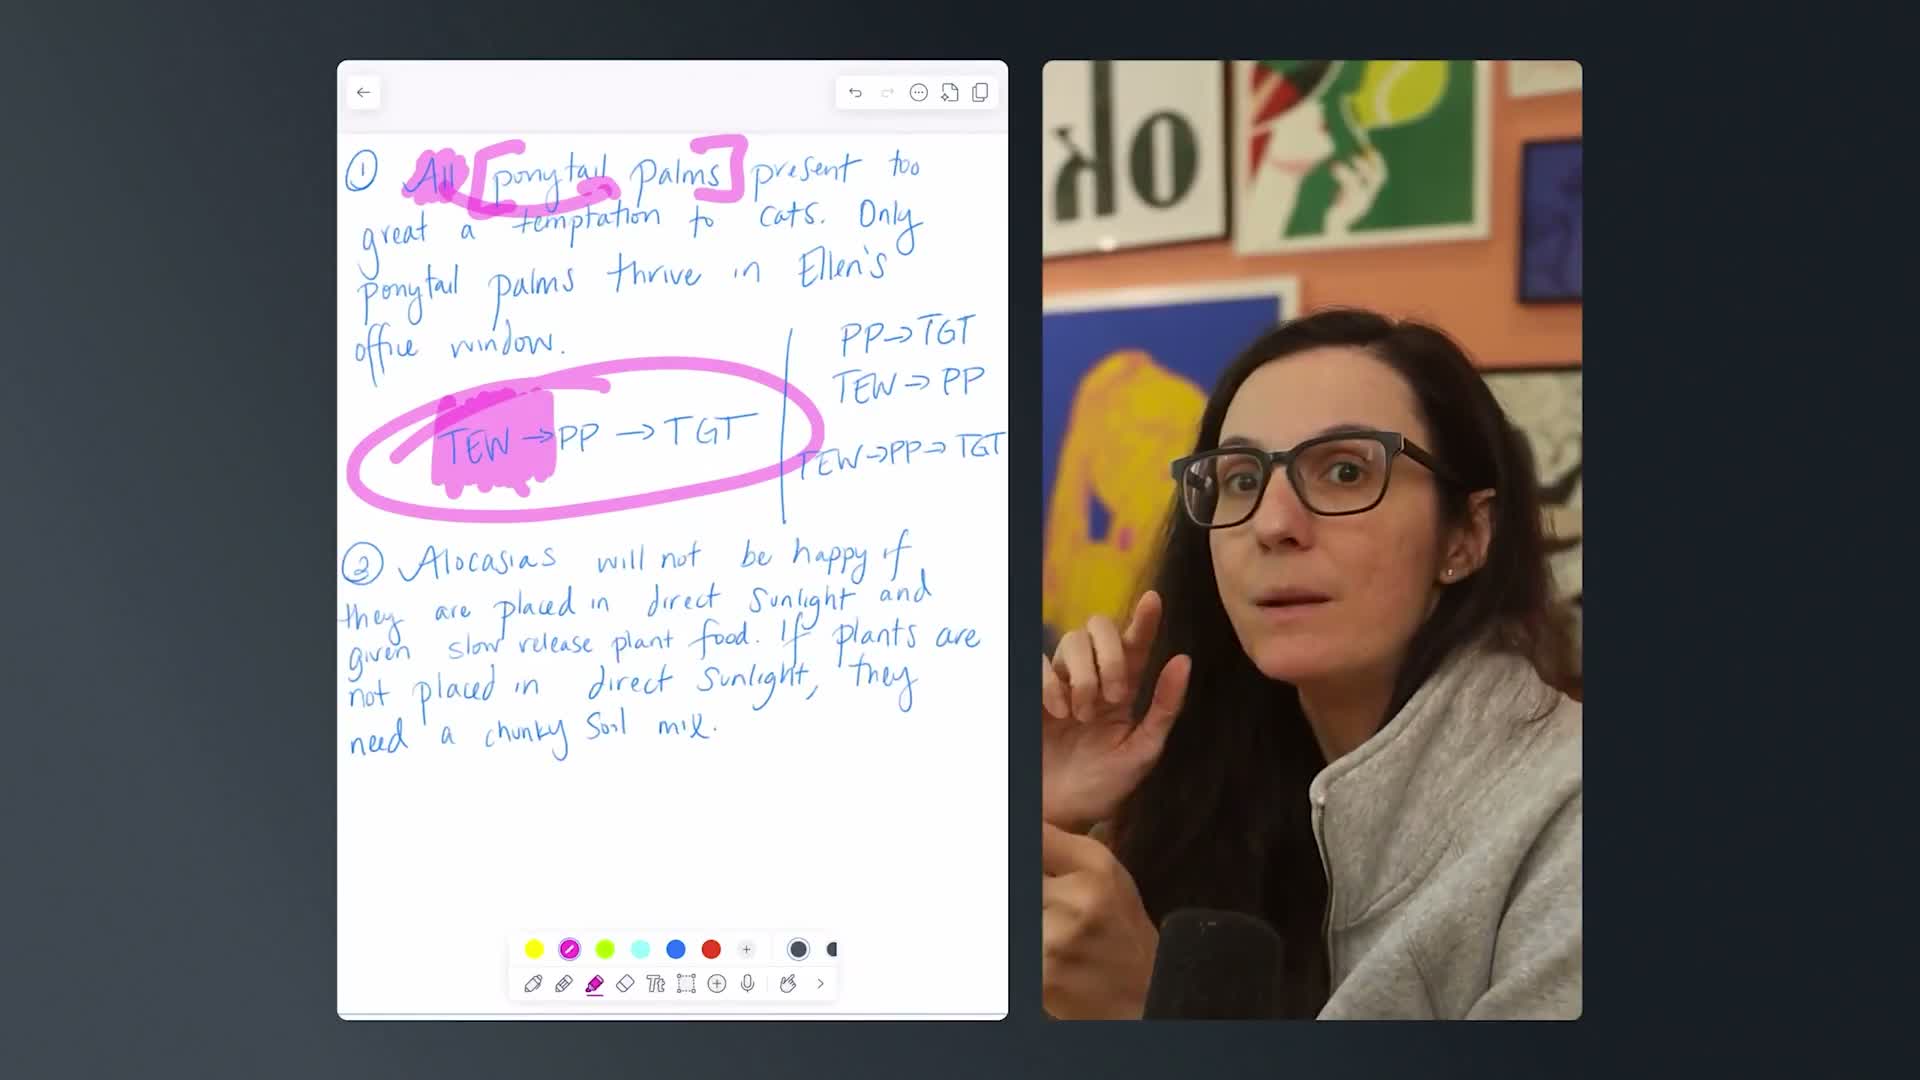 ① All [ponytail palms] present too
great a temptation to cats. Only
ponytail palms thrive in Ellen's
office window.
TEW → PP → TGT
PP → TGT
TEW → PP
TEW → PP → TGT
② Alocasias will not be happy if
they are placed in direct sunlight and
given slow release plant food. If plants are
not placed in direct sunlight, they
need a chunky soil mix.
Tt
ok